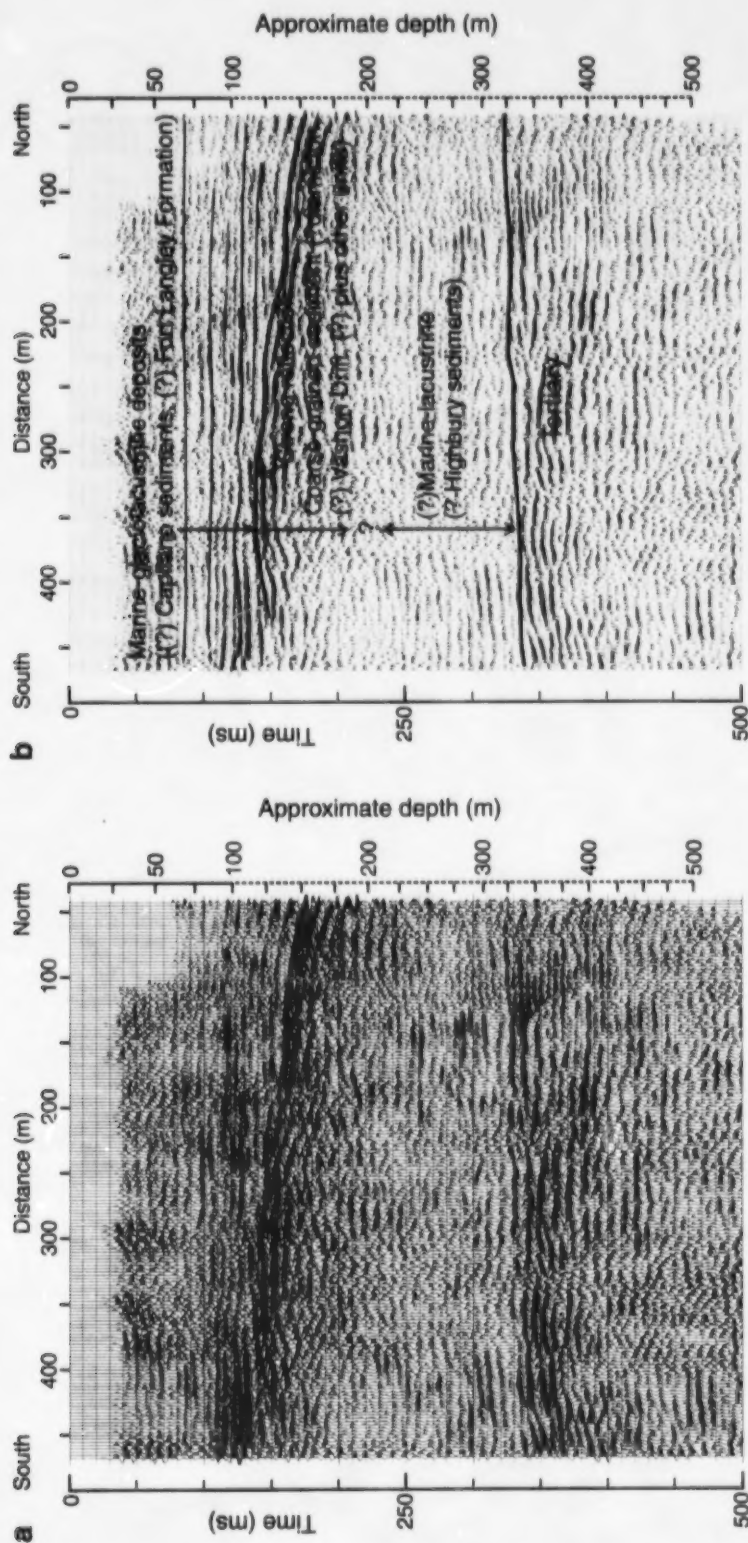 a
South
Distance (m)
North
400
300
200
100
0
250
500
Time (ms)
0
50
100
150
200
300
400
500
Approximate depth (m)
b
South
Distance (m)
North
400
300
200
100
0
250
500
Time (ms)
Marine-glaciolacustrine deposits
((?) Capilano sediments, (?) Fort Langley Formation)
Strong
Coarse-grained sediment
(?) Vashon Drift, (?) plus other units)
?
(?)Marine-lacustrine
(?-Highbury sediments)
Tertiary
0
50
100
150
200
300
400
500
Approximate depth (m)